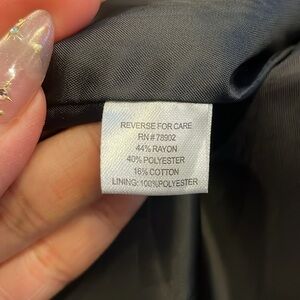 REVERSE FOR CARE
RN # 78902
44% RAYON
40% POLYESTER
16% COTTON
LINING: 100% POLYESTER